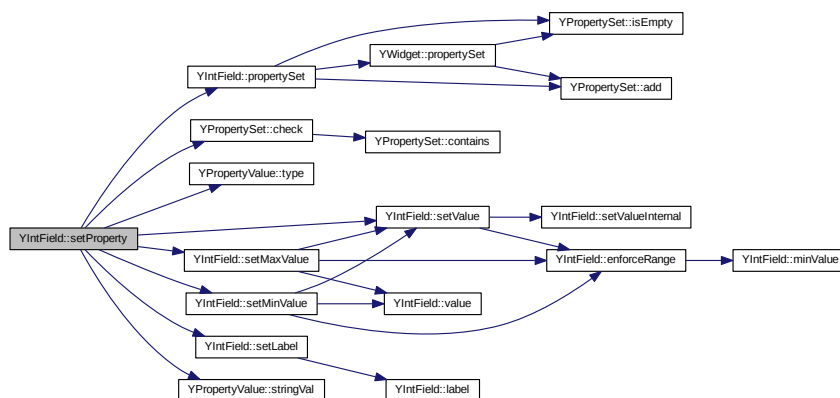 YPropertySet::isEmpty
YWidget::propertySet
YIntField::propertySet
YPropertySet::add
YPropertySet::check
YPropertySet::contains
YPropertyValue::type
YIntField::setValue
YIntField::setValueInternal
YIntField::setProperty
YIntField::setMaxValue
YIntField::enforceRange
YIntField::minValue
YIntField::setMinValue
YIntField::value
YIntField::setLabel
YPropertyValue::stringVal
YIntField::label